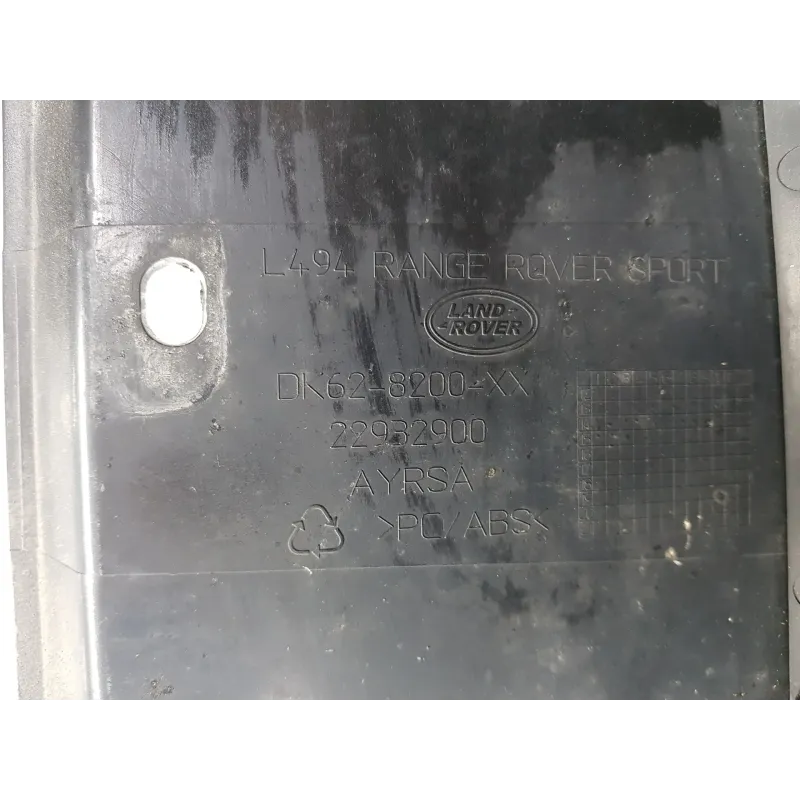 L494 RANGE ROVER SPORT
LAND-
-ROVER
DK62-8200-XX
22932900
AYRSA
>PC/ABS<